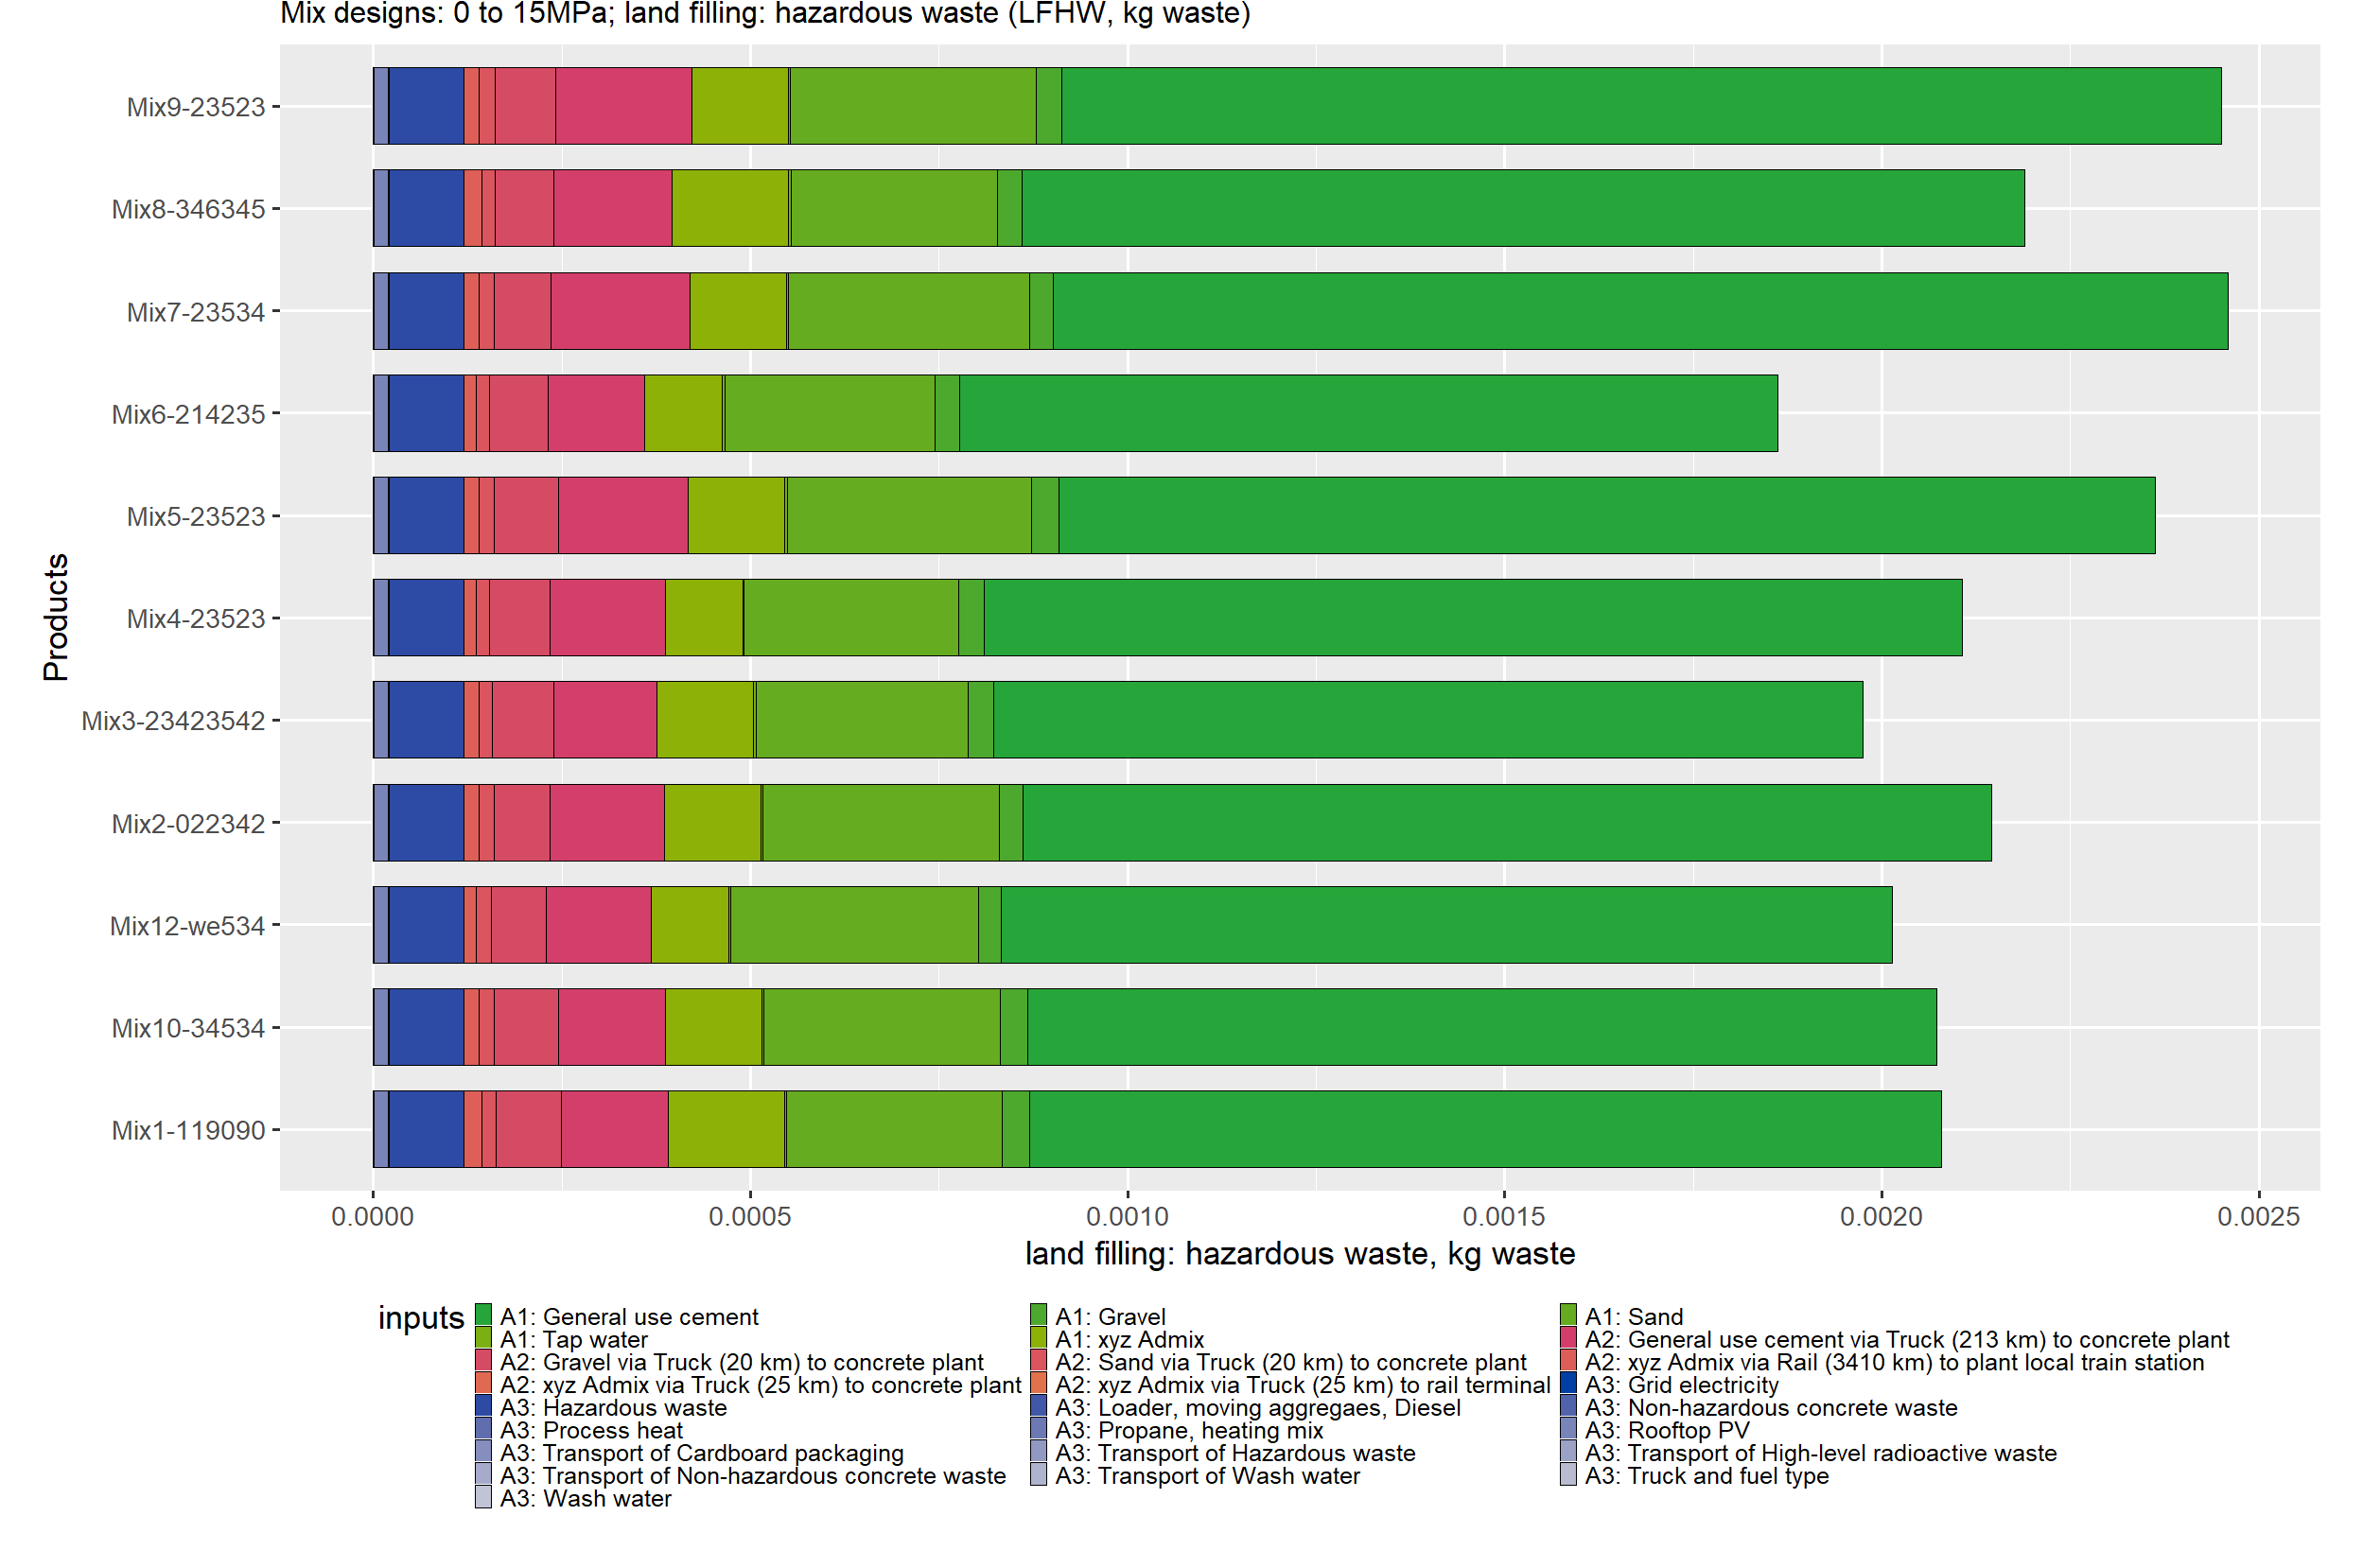 Mix designs: 0 to 15MPa; land filling: hazardous waste (LFHW, kg waste)
Products
Mix9-23523
Mix8-346345
Mix7-23534
Mix6-214235
Mix5-23523
Mix4-23523
Mix3-23423542
Mix2-022342
Mix12-we534
Mix10-34534
Mix1-119090
0.0000 0.0005 0.0010 0.0015 0.0020 0.0025
land filling: hazardous waste, kg waste
inputs
A1: General use cement A1: Gravel A1: Sand
A1: Tap water A1: xyz Admix A2: General use cement via Truck (213 km) to concrete plant
A2: Gravel via Truck (20 km) to concrete plant A2: Sand via Truck (20 km) to concrete plant A2: xyz Admix via Rail (3410 km) to plant local train station
A2: xyz Admix via Truck (25 km) to concrete plant A2: xyz Admix via Truck (25 km) to rail terminal A3: Grid electricity
A3: Hazardous waste A3: Loader, moving aggregaes, Diesel A3: Non-hazardous concrete waste
A3: Process heat A3: Propane, heating mix A3: Rooftop PV
A3: Transport of Cardboard packaging A3: Transport of Hazardous waste A3: Transport of High-level radioactive waste
A3: Transport of Non-hazardous concrete waste A3: Transport of Wash water A3: Truck and fuel type
A3: Wash water